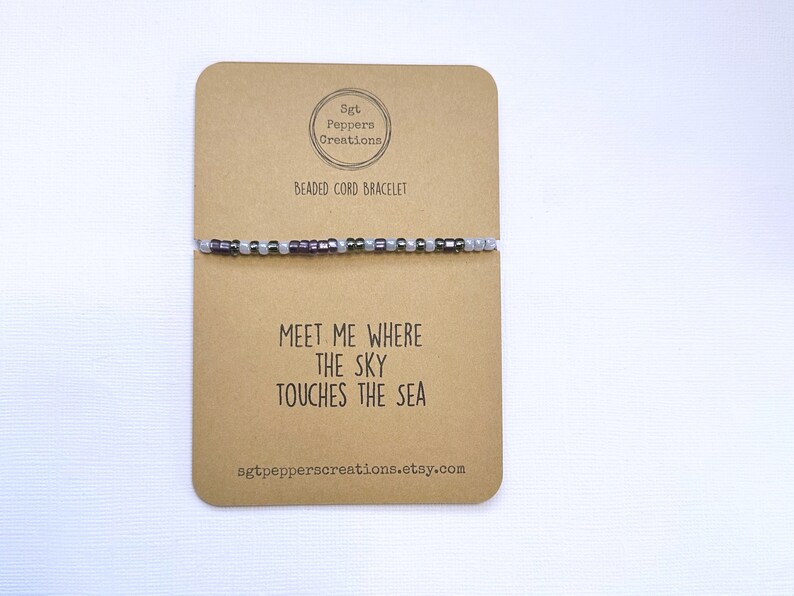 Sgt
Peppers
Creations
BEADED CORD BRACELET
MEET ME WHERE
THE SKY
TOUCHES THE SEA
sgtpepperscreations.etsy.com